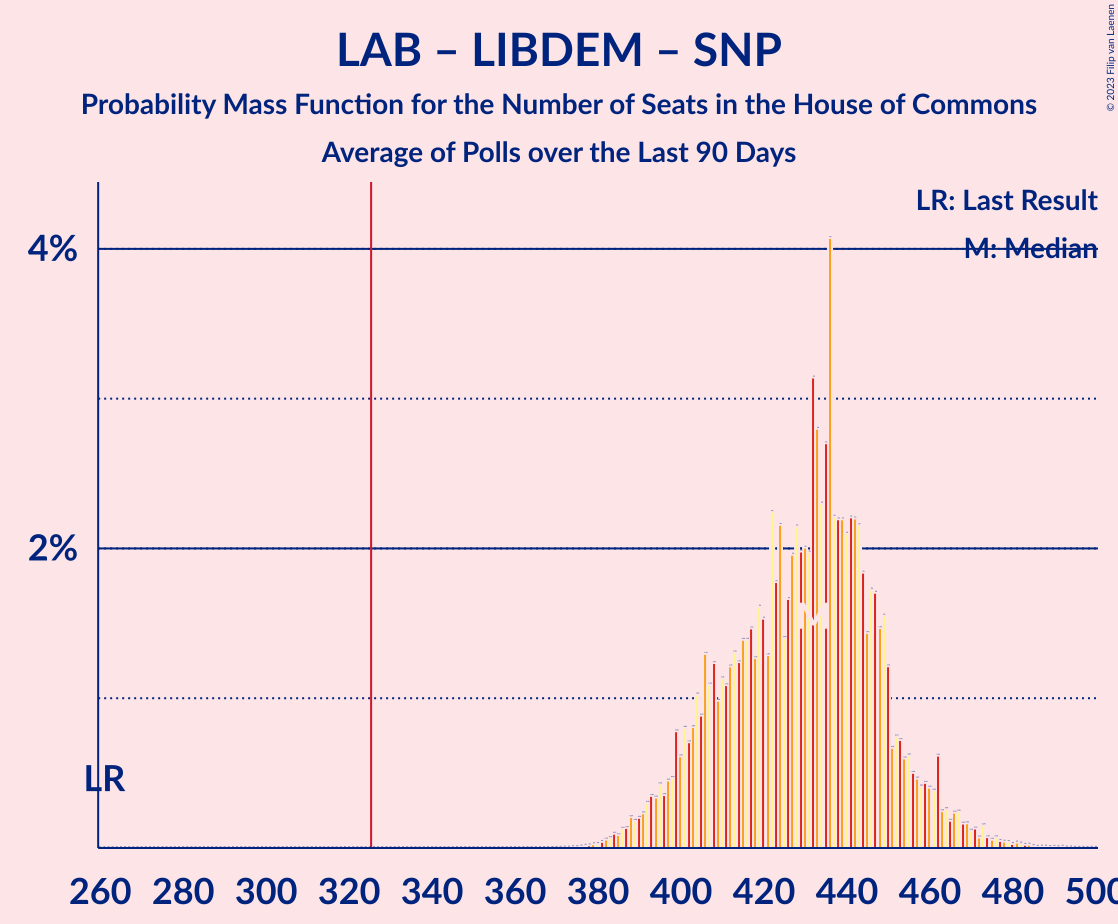 LAB – LIBDEM – SNP
Probability Mass Function for the Number of Seats in the House of Commons
Average of Polls over the Last 90 Days
© 2023 Filip van Laenen
LR: Last Result
M: Median
4%
2%
M
LR
260 280 300 320 340 360 380 400 420 440 460 480 500